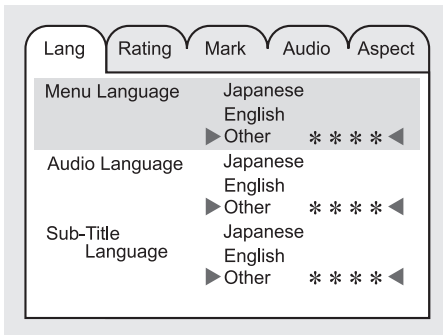 Lang Rating Mark Audio Aspect
Menu Language Japanese
English
▶Other ＊＊＊＊◀
Audio Language Japanese
English
▶Other ＊＊＊＊◀
Sub-Title Japanese
Language English
▶Other ＊＊＊＊◀